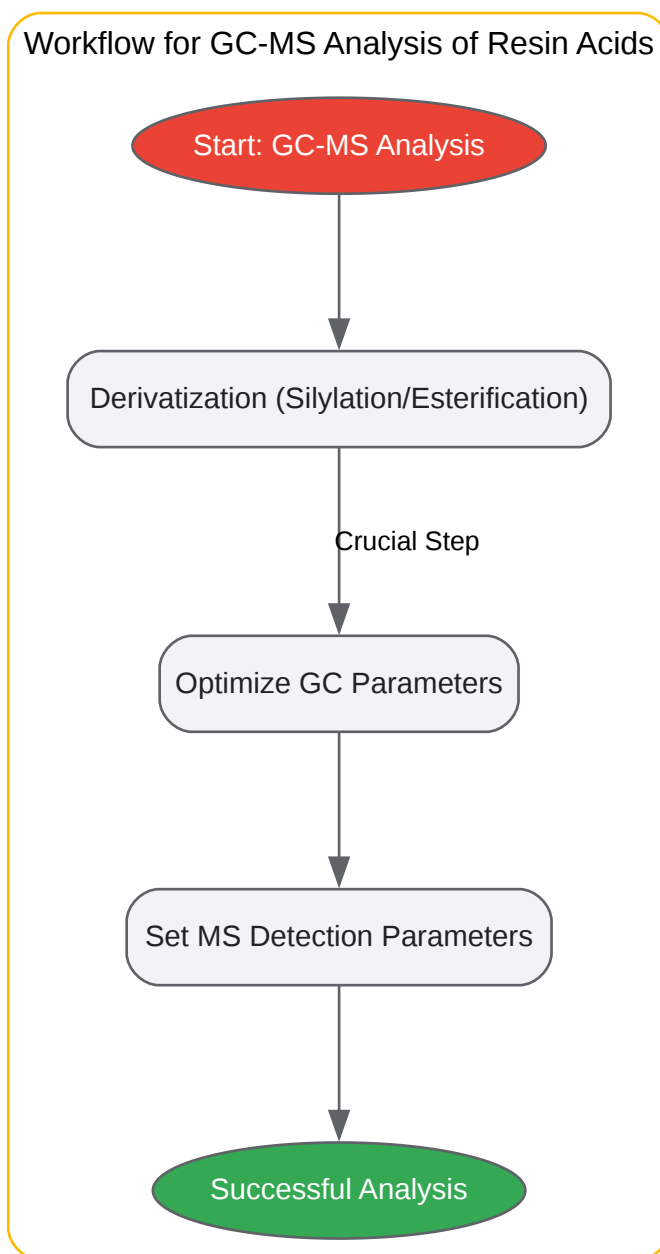 Workflow for GC-MS Analysis of Resin Acids
Start: GC-MS Analysis
Derivatization (Silylation/Esterification)
Crucial Step
Optimize GC Parameters
Set MS Detection Parameters
Successful Analysis